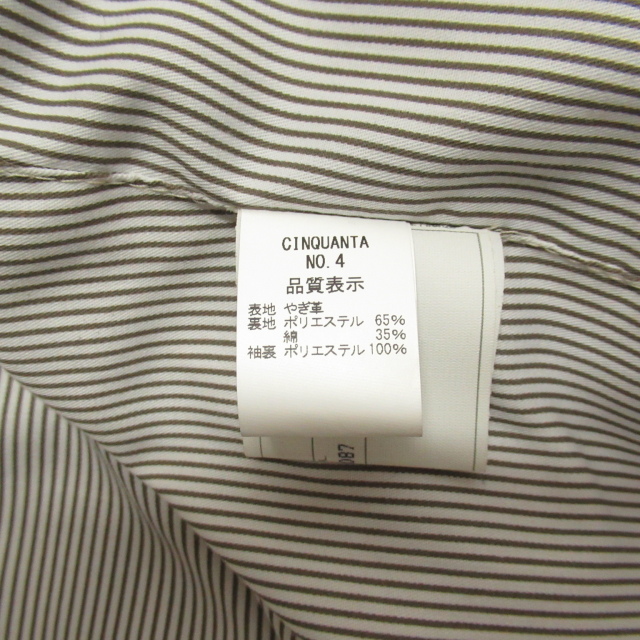 CINQUANTA
NO.4
品質表示
表地 やぎ革
裏地 ポリエステル 65%
綿 35%
袖裏 ポリエステル 100%